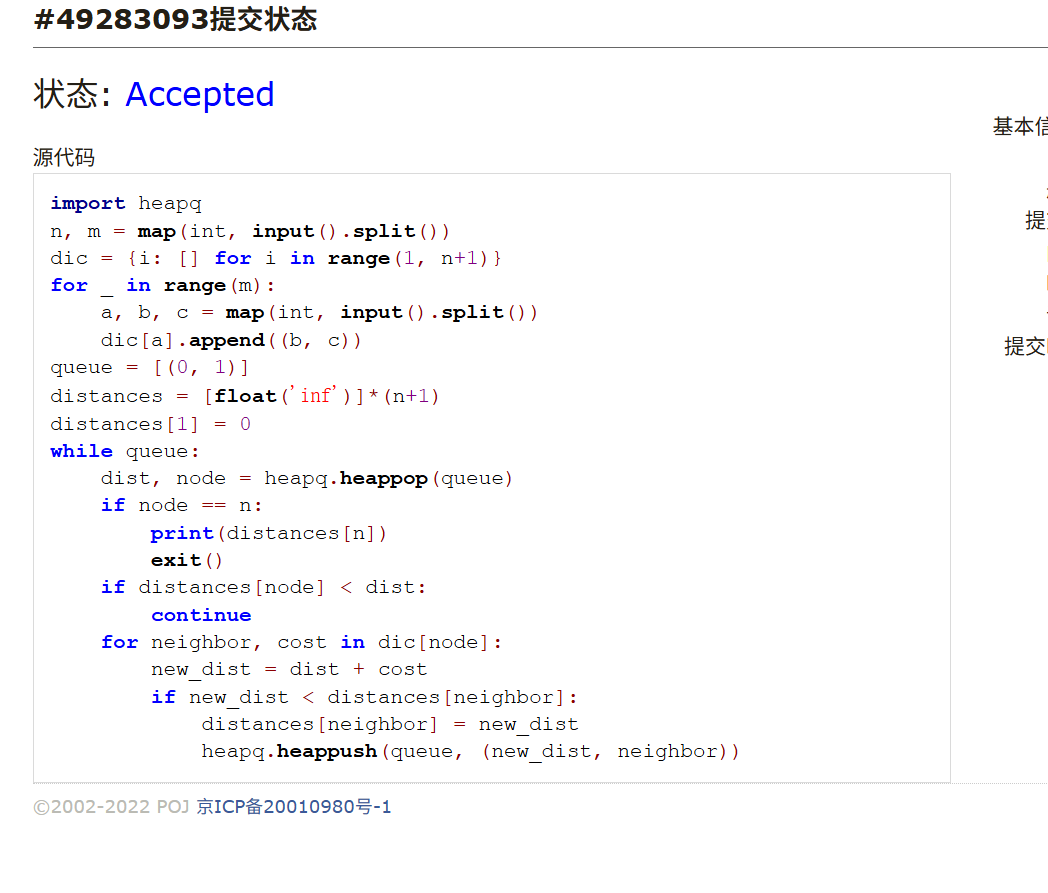 #49283093提交状态
状态: Accepted
基本信
源代码
提
提交
import heapq
n, m = map(int, input().split())
dic = {i: [] for i in range(1, n+1)}
for _ in range(m):
    a, b, c = map(int, input().split())
    dic[a].append((b, c))
queue = [(0, 1)]
distances = [float('inf')]*(n+1)
distances[1] = 0
while queue:
    dist, node = heapq.heappop(queue)
    if node == n:
        print(distances[n])
        exit()
    if distances[node] < dist:
        continue
    for neighbor, cost in dic[node]:
        new_dist = dist + cost
        if new_dist < distances[neighbor]:
            distances[neighbor] = new_dist
            heapq.heappush(queue, (new_dist, neighbor))
©2002-2022 POJ 京ICP备20010980号-1